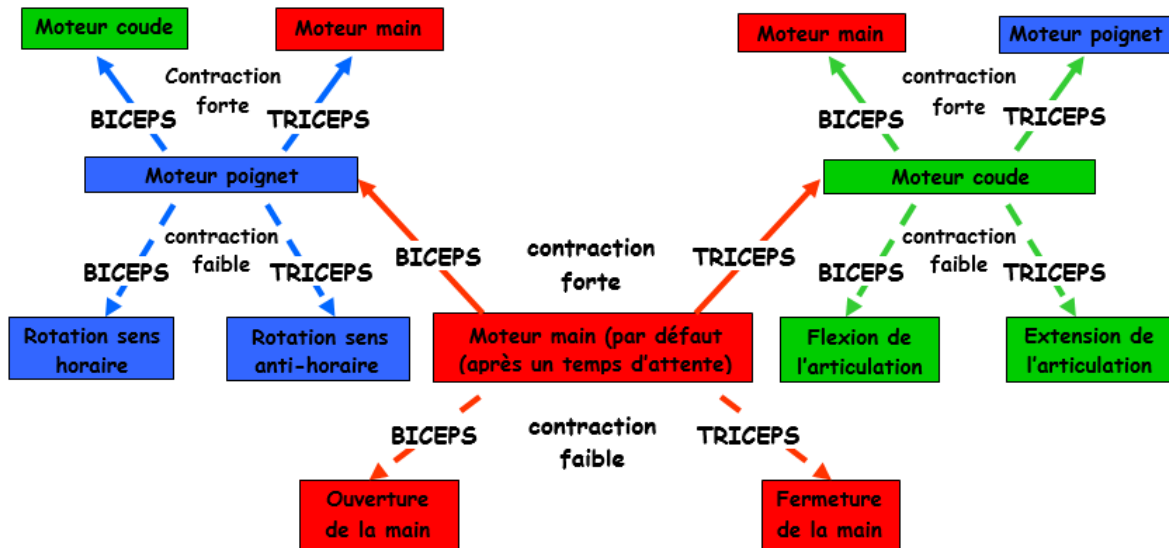 Moteur coude
Moteur main
Moteur main
Moteur poignet
Contraction
forte
contraction
forte
BICEPS
TRICEPS
BICEPS
TRICEPS
Moteur poignet
Moteur coude
contraction
faible
contraction
faible
BICEPS
TRICEPS
BICEPS
contraction
forte
TRICEPS
BICEPS
TRICEPS
Rotation sens
horaire
Rotation sens
anti-horaire
Moteur main (par défaut
(après un temps d'attente)
Flexion de
l'articulation
Extension de
l'articulation
BICEPS
contraction
faible
TRICEPS
Ouverture
de la main
Fermeture
de la main